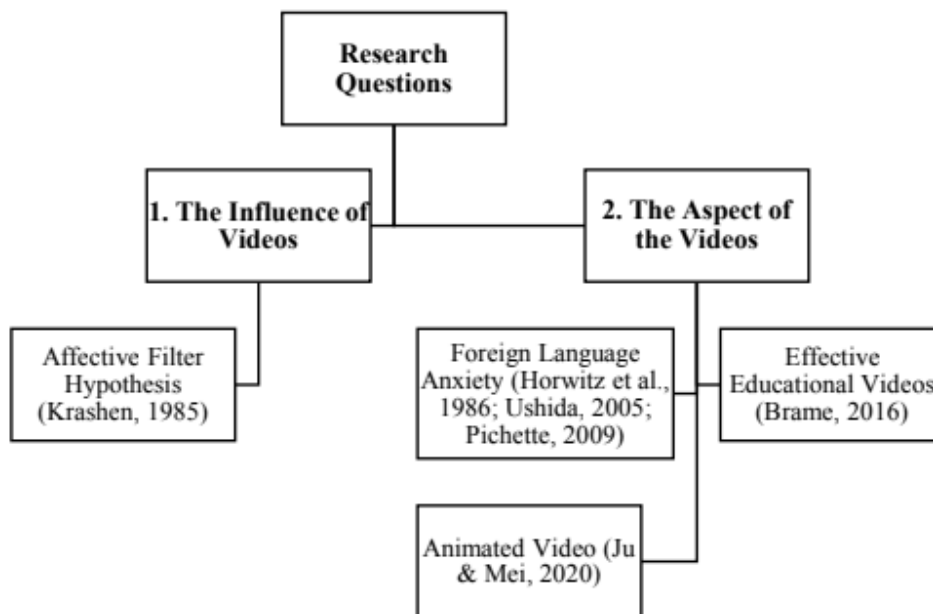 Research
Questions
1. The Influence of
Videos
2. The Aspect of
the Videos
Affective Filter
Hypothesis
(Krashen, 1985)
Foreign Language
Anxiety (Horwitz et al.,
1986; Ushida, 2005;
Pichette, 2009)
Effective
Educational Videos
(Brame, 2016)
Animated Video (Ju
& Mei, 2020)